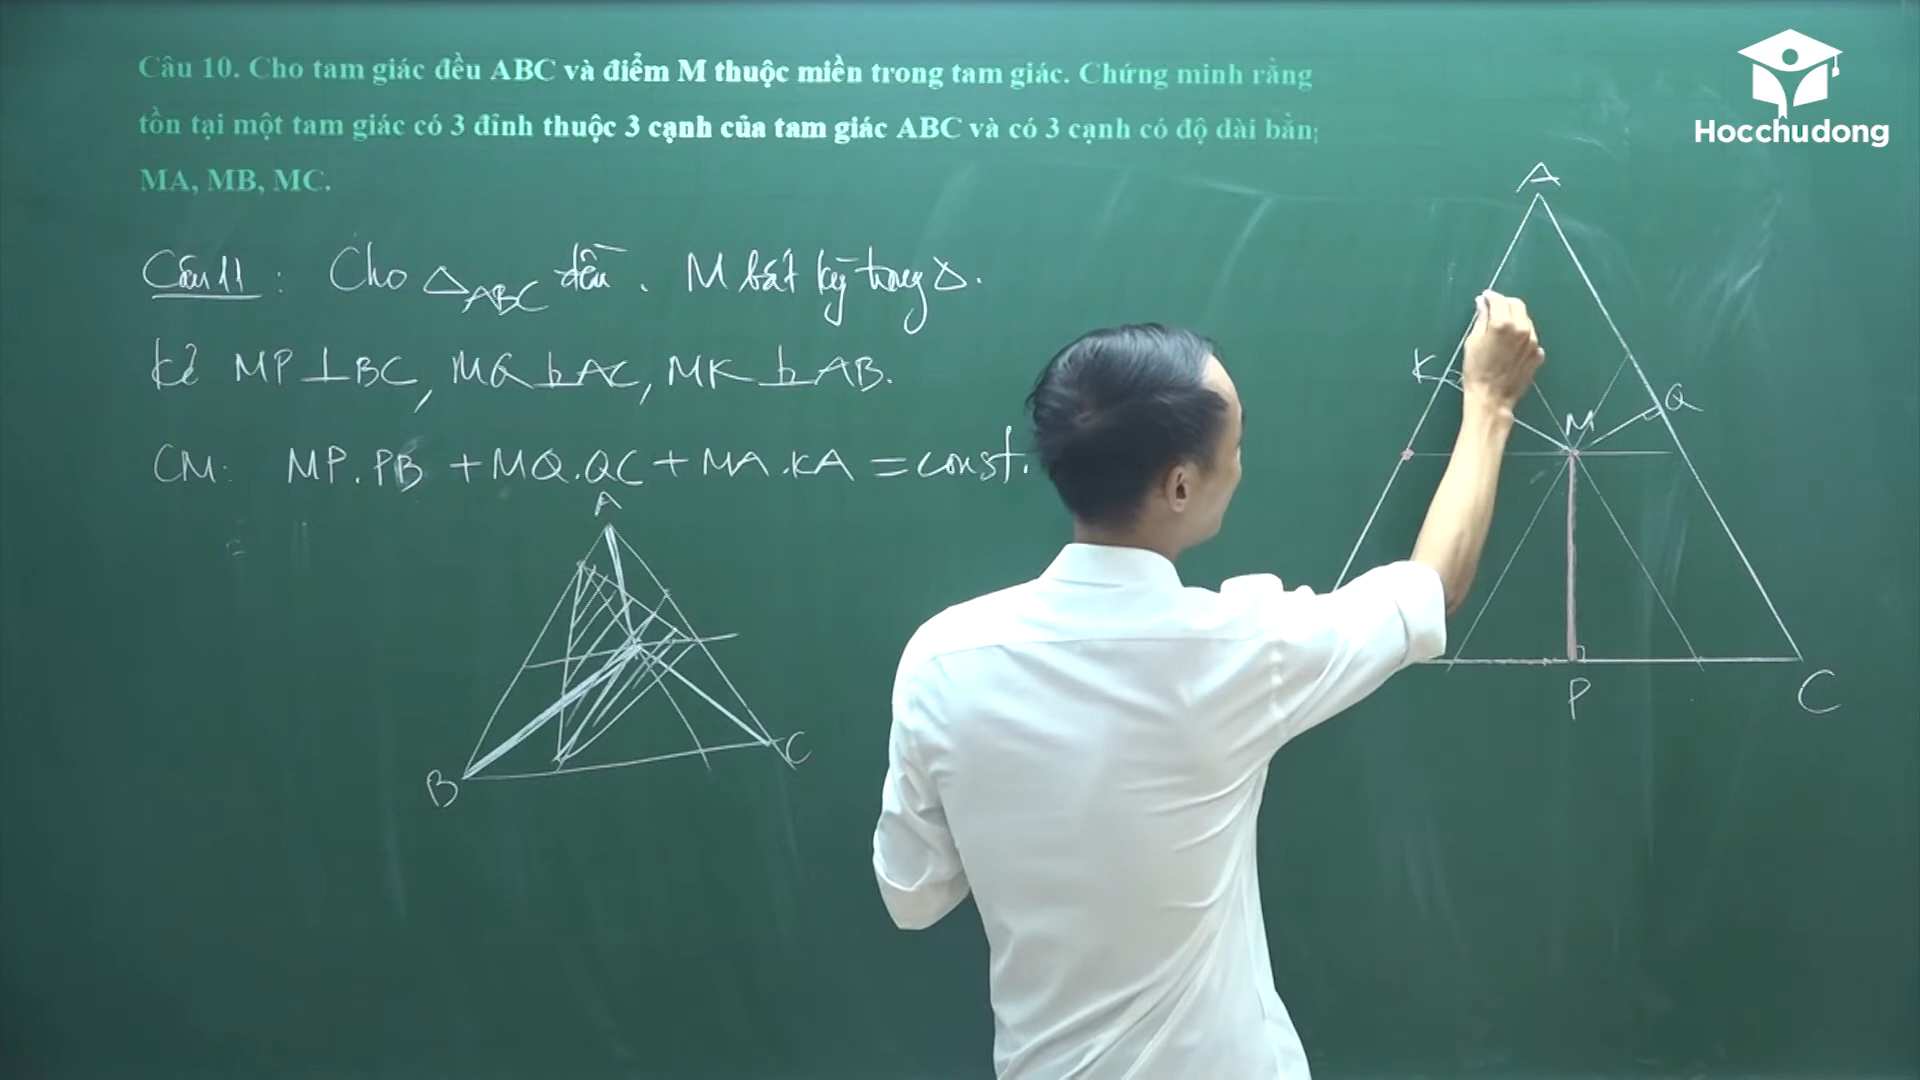 Câu 10. Cho tam giác đều ABC và điểm M thuộc miền trong tam giác. Chứng minh rằng
tồn tại một tam giác có 3 đỉnh thuộc 3 cạnh của tam giác ABC và có 3 cạnh có độ dài bằng
MA, MB, MC.
Hocchudong
Câu 11: Cho △ABC đều. M bất kỳ trong △.
kẻ MP ⊥ BC, MQ ⊥ AC, MK ⊥ AB.
CM: MP.PB + MQ.QC + MA.KA = const.
A
B
C
A
K
Q
M
P
C